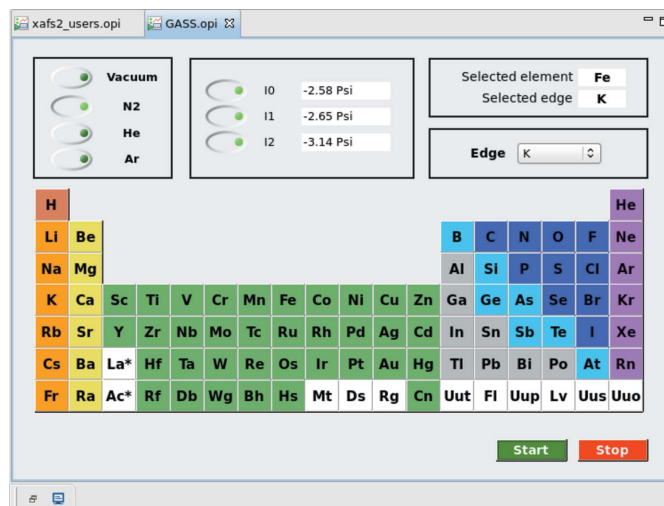 xafs2_users.opi GASS.opi
Vacuum
N2
He
Ar
I0 -2.58 Psi
I1 -2.65 Psi
I2 -3.14 Psi
Selected element Fe
Selected edge K
Edge K
H He
Li Be B C N O F Ne
Na Mg Al Si P S Cl Ar
K Ca Sc Ti V Cr Mn Fe Co Ni Cu Zn Ga Ge As Se Br Kr
Rb Sr Y Zr Nb Mo Tc Ru Rh Pd Ag Cd In Sn Sb Te I Xe
Cs Ba La* Hf Ta W Re Os Ir Pt Au Hg Tl Pb Bi Po At Rn
Fr Ra Ac* Rf Db Wg Bh Hs Mt Ds Rg Cn Uut Fl Uup Lv Uus Uuo
Start Stop